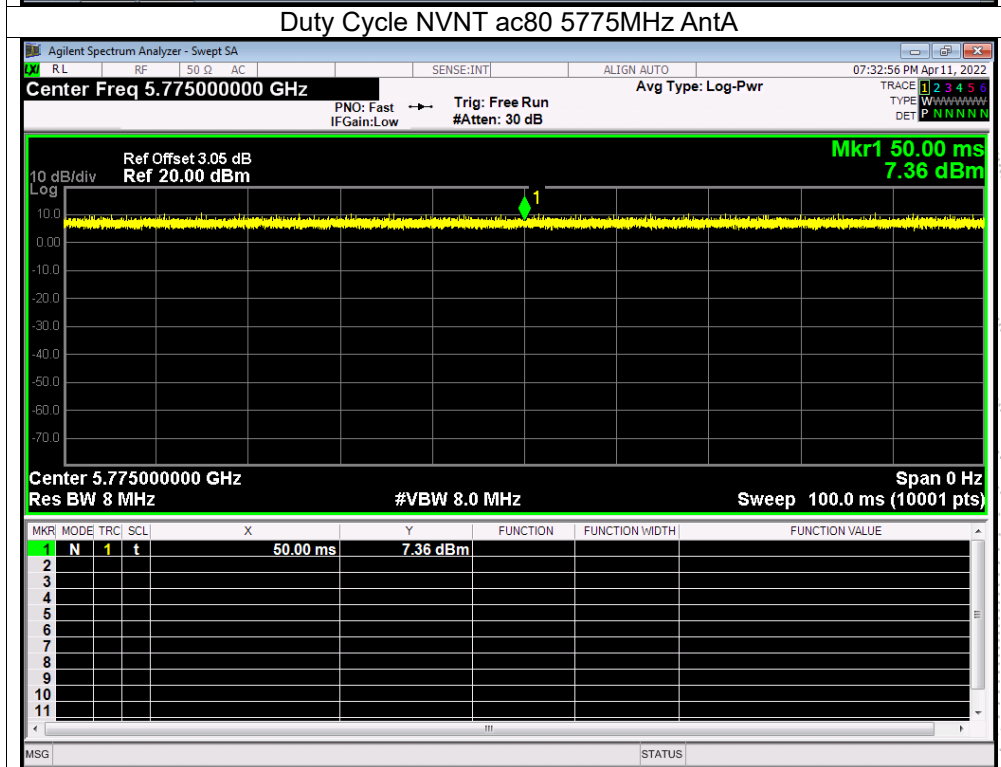 Duty Cycle NVNT ac80 5775MHz AntA
Agilent Spectrum Analyzer - Swept SA
LXI RL RF 50 Ω AC SENSE:INT ALIGN AUTO 07:32:56 PM Apr 11, 2022
Center Freq 5.775000000 GHz Avg Type: Log-Pwr TRACE 1 2 3 4 5 6
PNO: Fast Trig: Free Run TYPE WWWWWW
IFGain:Low #Atten: 30 dB DET P N N N N N
Mkr1 50.00 ms
Ref Offset 3.05 dB
10 dB/div Ref 20.00 dBm 7.36 dBm
Log
1
10.0
0.00
-10.0
-20.0
-30.0
-40.0
-50.0
-60.0
-70.0
Center 5.775000000 GHz Span 0 Hz
Res BW 8 MHz #VBW 8.0 MHz Sweep 100.0 ms (10001 pts)
MKR MODE TRC SCL X Y FUNCTION FUNCTION WIDTH FUNCTION VALUE
1 N 1 t 50.00 ms 7.36 dBm
2
3
4
5
6
7
8
9
10
11
MSG STATUS